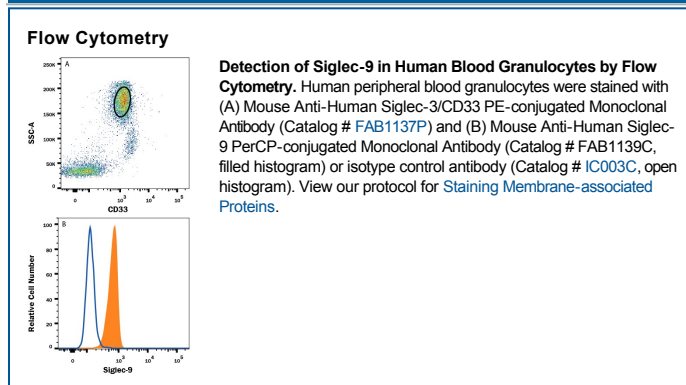 Flow Cytometry
Detection of Siglec-9 in Human Blood Granulocytes by Flow
Cytometry. Human peripheral blood granulocytes were stained with
(A) Mouse Anti-Human Siglec-3/CD33 PE-conjugated Monoclonal
Antibody (Catalog # FAB1137P) and (B) Mouse Anti-Human Siglec-
9 PerCP-conjugated Monoclonal Antibody (Catalog # FAB1139C,
filled histogram) or isotype control antibody (Catalog # IC003C, open
histogram). View our protocol for Staining Membrane-associated
Proteins.
A
250K
200K
150K
100K
50K
0
SSC-A
0 10³ 10⁴ 10⁵
CD33
B
100
80
60
40
20
0
Relative Cell Number
0 10³ 10⁴ 10⁵
Siglec-9